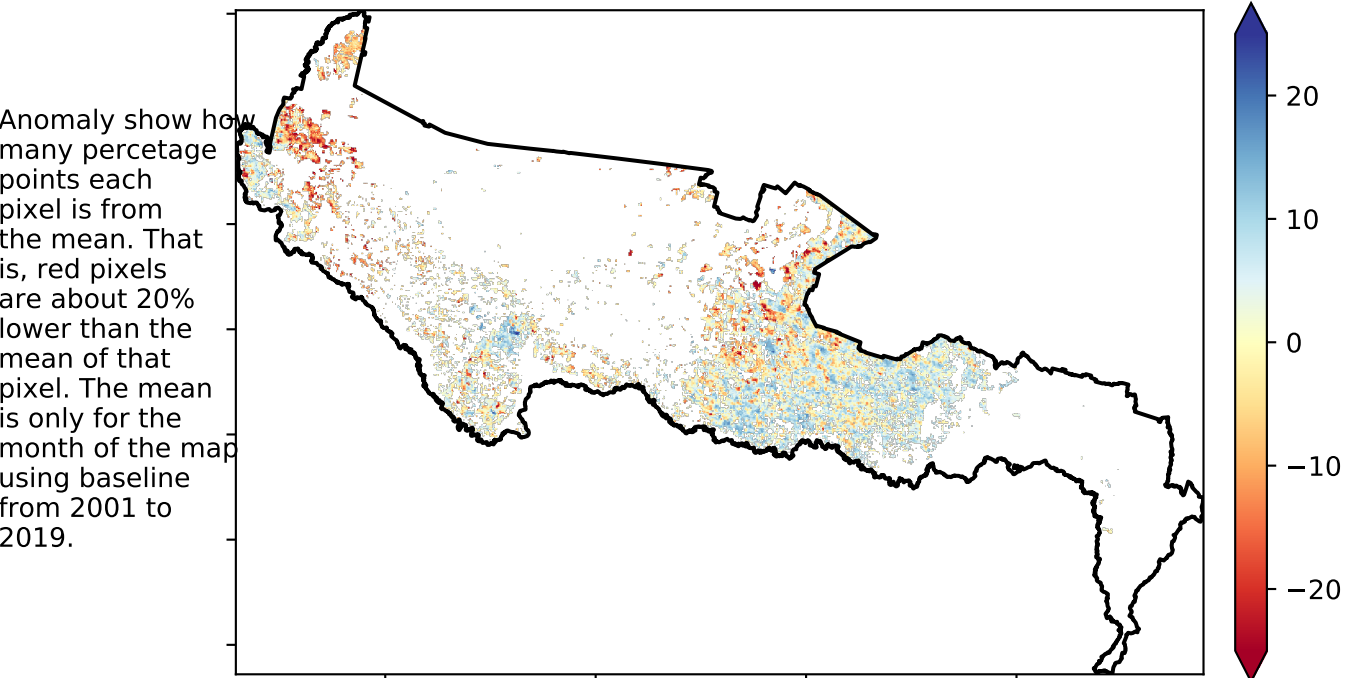 Anomaly show how
many percetage
points each
pixel is from
the mean. That
is, red pixels
are about 20%
lower than the
mean of that
pixel. The mean
is only for the
month of the map
using baseline
from 2001 to
2019.
20
10
0
−10
−20